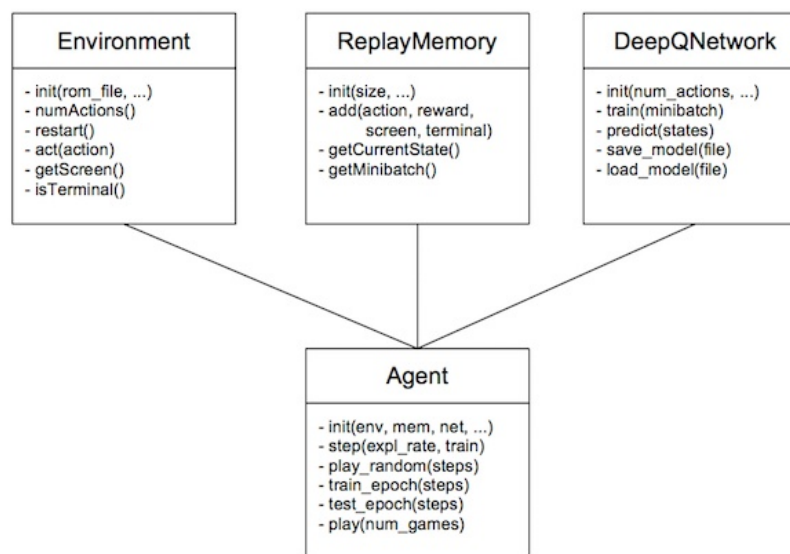 Environment
- init(rom_file, ...)
- numActions()
- restart()
- act(action)
- getScreen()
- isTerminal()
ReplayMemory
- init(size, ...)
- add(action, reward,
screen, terminal)
- getCurrentState()
- getMinibatch()
DeepQNetwork
- init(num_actions, ...)
- train(minibatch)
- predict(states)
- save_model(file)
- load_model(file)
Agent
- init(env, mem, net, ...)
- step(expl_rate, train)
- play_random(steps)
- train_epoch(steps)
- test_epoch(steps)
- play(num_games)